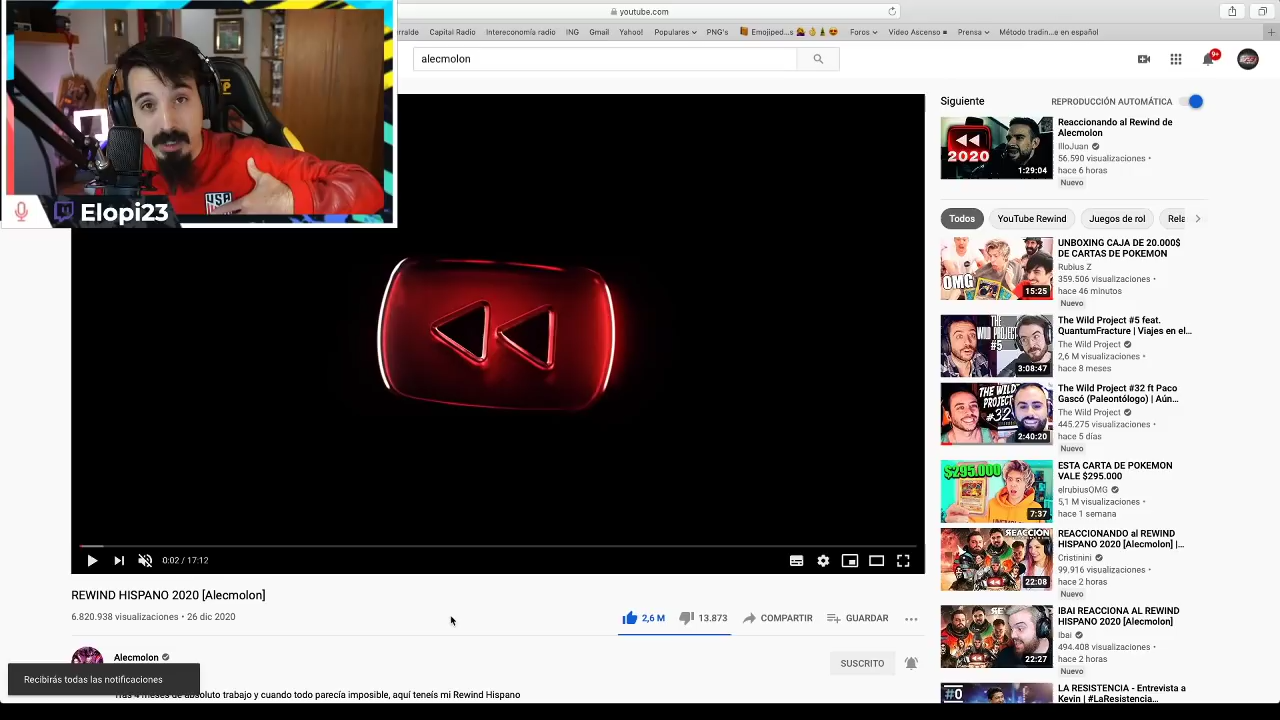 youtube.com
rralde Capital Radio Intereconomía radio ING Gmail Yahoo! Populares PNG's Emojiped...s Foros Video Ascenso Prensa Método tradin...e en español
alecmolon
9+
Elopi23
Siguiente
REPRODUCCIÓN AUTOMÁTICA
2020
1:29:04
Reaccionando al Rewind de
Alecmolon
IlloJuan
56.590 visualizaciones •
hace 6 horas
Nuevo
Todos YouTube Rewind Juegos de rol Rela
OMG
15:25
UNBOXING CAJA DE 20.000$
DE CARTAS DE POKEMON
Rubius Z
359.506 visualizaciones •
hace 46 minutos
Nuevo
THE WILD
PROJECT
#5
3:08:47
The Wild Project #5 feat.
QuantumFracture | Viajes en el...
The Wild Project
2,6 M visualizaciones •
hace 8 meses
THE WILD
PROJECT
#32
2:40:20
The Wild Project #32 ft Paco
Gascó (Paleontólogo) | Aún...
The Wild Project
445.275 visualizaciones •
hace 5 días
Nuevo
$295.000
7:37
ESTA CARTA DE POKEMON
VALE $295.000
elrubiusOMG
5,1 M visualizaciones •
hace 1 semana
REACCION
22:08
REACCIONANDO al REWIND
HISPANO 2020 [Alecmolon] |...
Cristinini
99.916 visualizaciones •
hace 2 horas
Nuevo
22:27
IBAI REACCIONA AL REWIND
HISPANO 2020 [Alecmolon]
Ibai
494.408 visualizaciones •
hace 2 horas
Nuevo
#0
LA RESISTENCIA - Entrevista a
Kevin | #LaResistencia...
0:02 / 17:12
REWIND HISPANO 2020 [Alecmolon]
6.820.938 visualizaciones • 26 dic 2020
2,6 M 13.873 COMPARTIR GUARDAR
Alecmolon
SUSCRITO
Recibirás todas las notificaciones
Tras 4 meses de absoluto trabajo y cuando todo parecía imposible, aquí tenéis mi Rewind Hispano